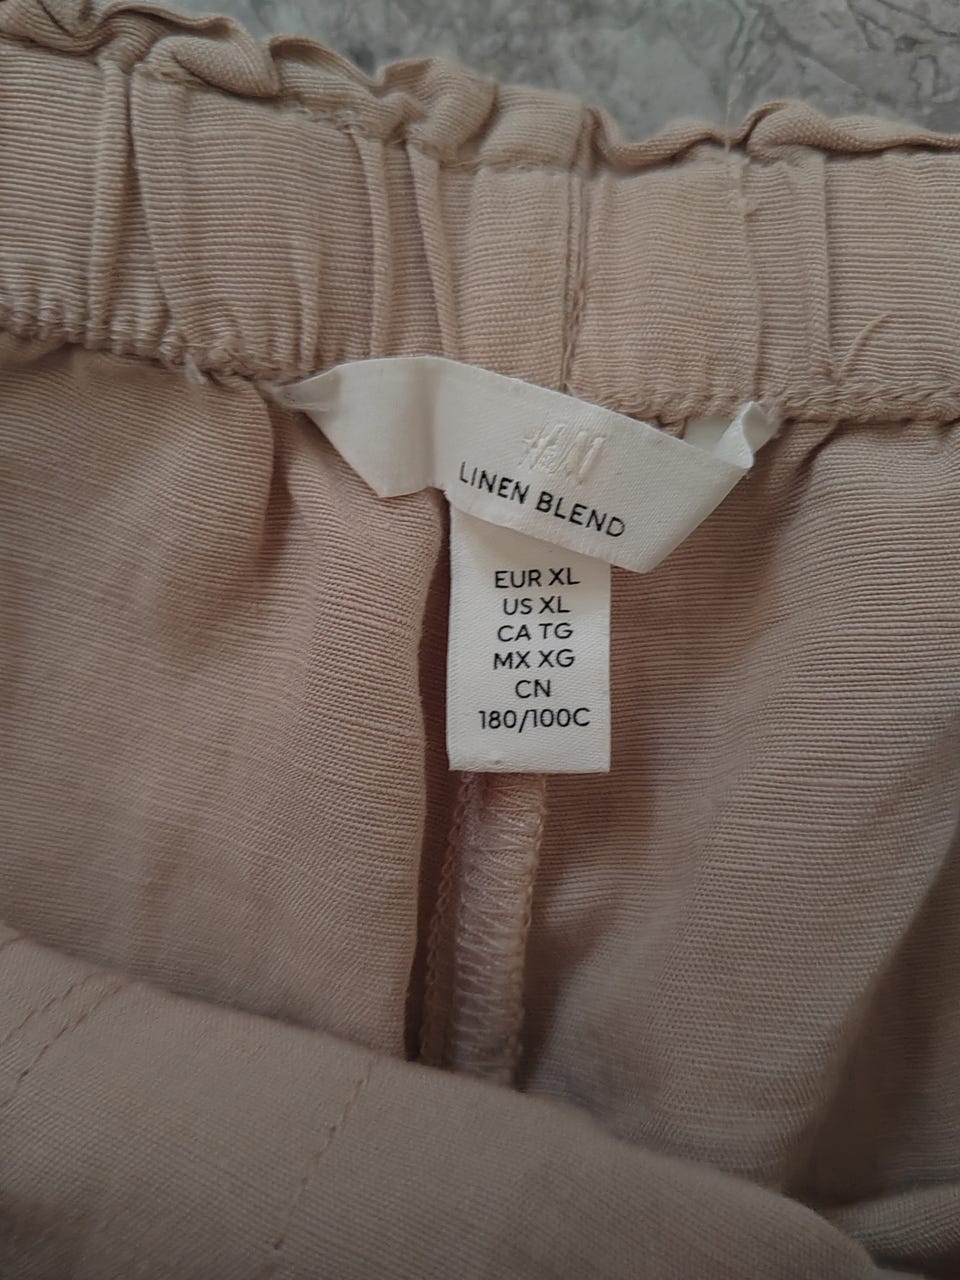 H&M
LINEN BLEND
EUR XL
US XL
CA TG
MX XG
CN
180/100C